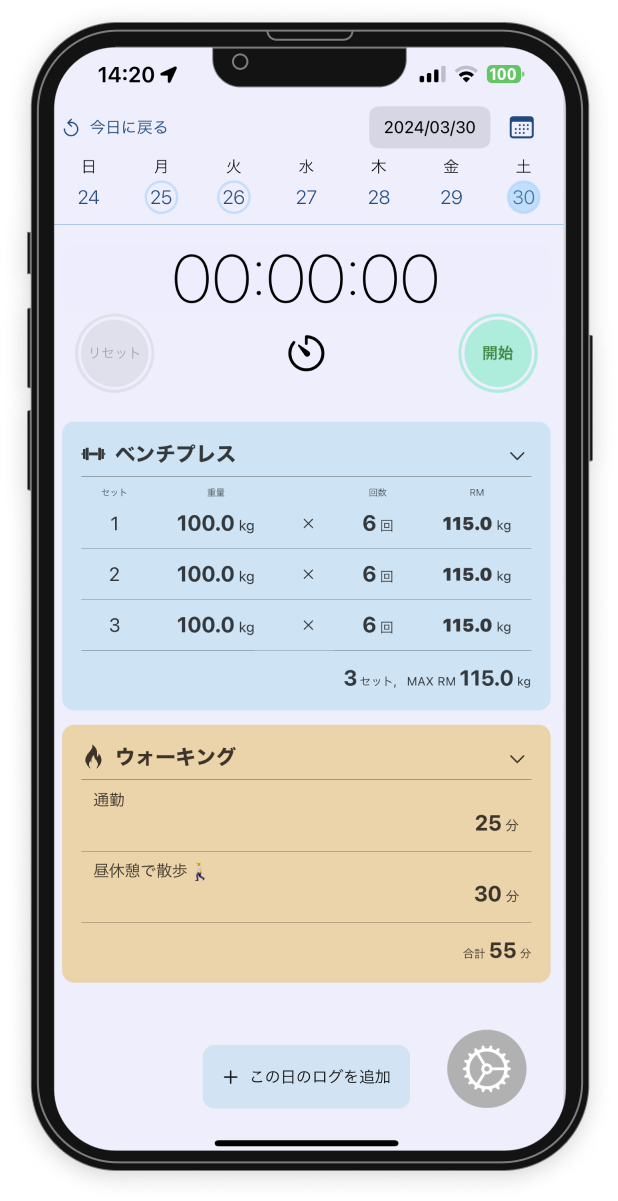 14:20 100
今日に戻る 2024/03/30
日 月 火 水 木 金 土
24 25 26 27 28 29 30
00:00:00
リセット 開始
ベンチプレス
セット 重量 回数 RM
1 100.0 kg × 6 回 115.0 kg
2 100.0 kg × 6 回 115.0 kg
3 100.0 kg × 6 回 115.0 kg
3 セット, MAX RM 115.0 kg
ウォーキング
通勤
25 分
昼休憩で散歩🚶
30 分
合計 55 分
+ この日のログを追加